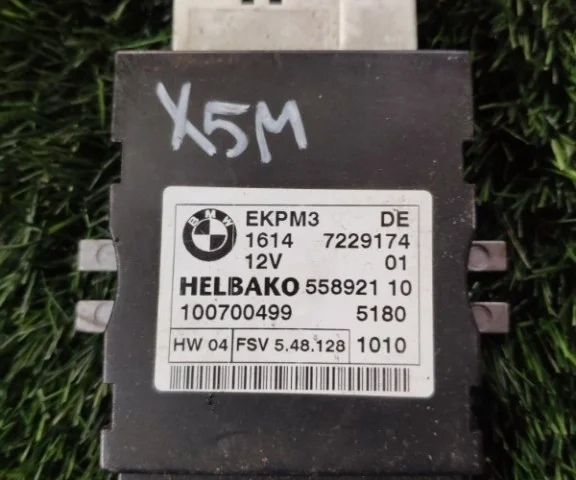 X5M
BMW
EKPM3 DE
1614 7229174
12V 01
HELBAKO 558921 10
100700499 5180
HW 04 FSV 5.48.128 1010